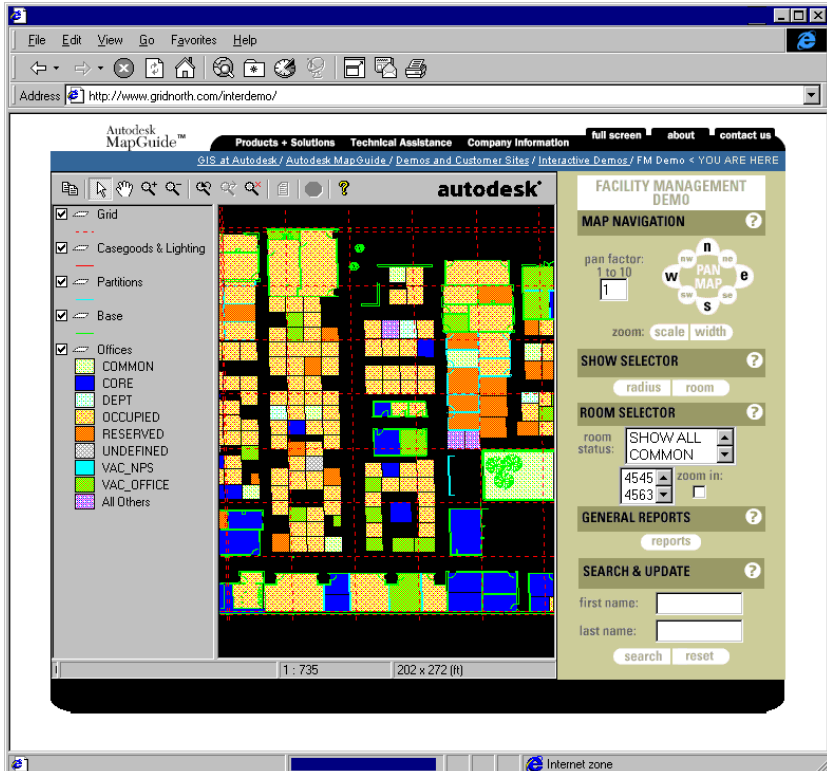 File Edit View Go Favorites Help
Address http://www.gridnorth.com/interdemo/
Autodesk
MapGuide™
Products + Solutions Technical Assistance Company Information full screen about contact us
GIS at Autodesk / Autodesk MapGuide / Demos and Customer Sites / Interactive Demos / FM Demo < YOU ARE HERE
autodesk
FACILITY MANAGEMENT
DEMO
MAP NAVIGATION ?
pan factor:
1 to 10
1
n
nw ne
w PAN MAP e
sw se
s
zoom: scale width
SHOW SELECTOR ?
radius room
ROOM SELECTOR ?
room
status:
SHOW ALL
COMMON
4545
4563
zoom in:
GENERAL REPORTS ?
reports
SEARCH & UPDATE ?
first name:
last name:
search reset
Grid
Casegoods & Lighting
Partitions
Base
Offices
COMMON
CORE
DEPT
OCCUPIED
RESERVED
UNDEFINED
VAC_NPS
VAC_OFFICE
All Others
1 : 735 202 x 272 (ft)
Internet zone